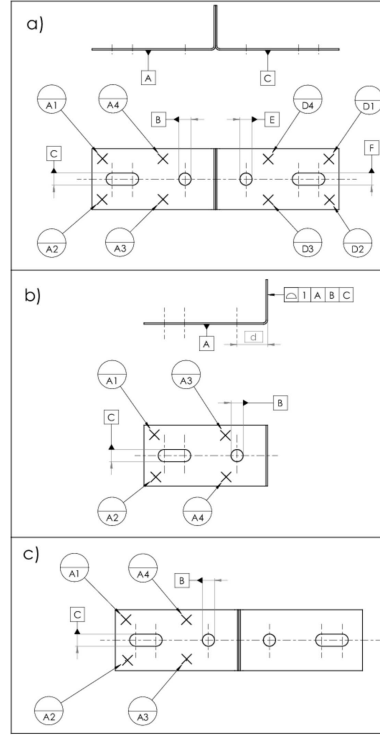 a)
A C
A1 A4 D4 D1
B E
C F
A2 A3 D3 D2
b)
⌓ 1 A B C
A d
A1 A3
B
C
A2 A4
c)
A1 A4 B
C
A2 A3